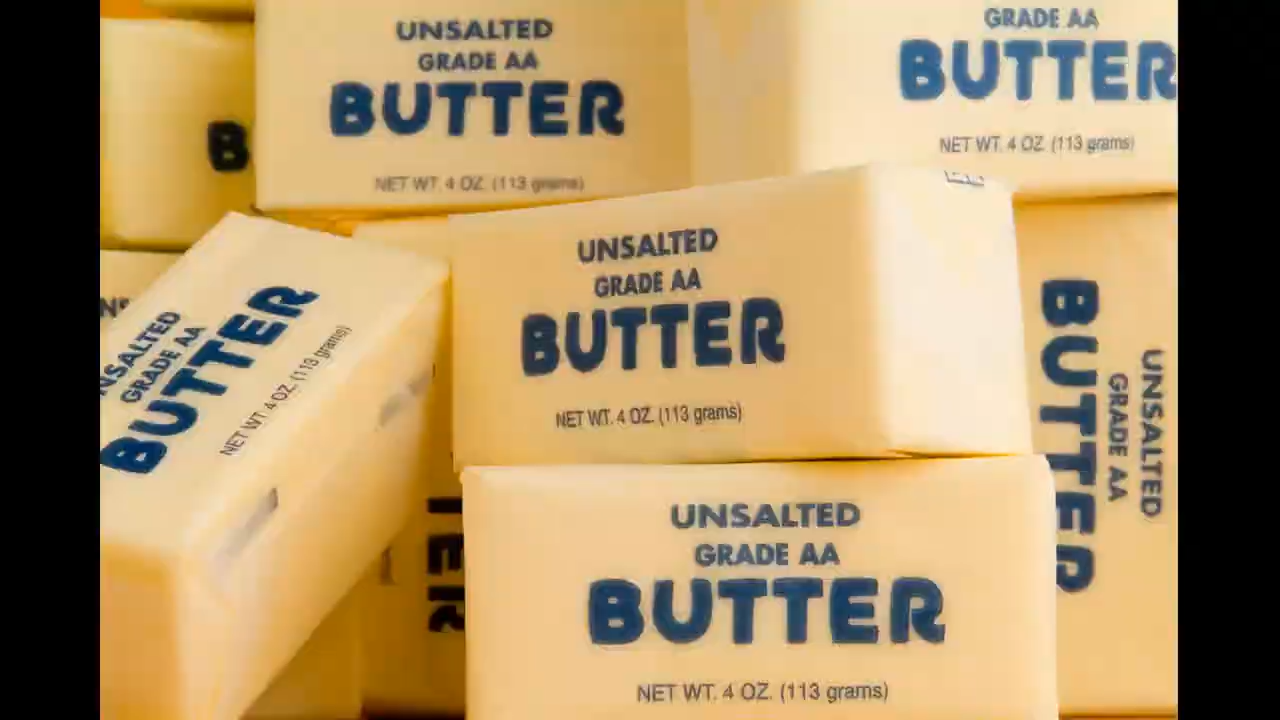 UNSALTED
GRADE AA
BUTTER
NET WT. 4 OZ. (113 grams)
GRADE AA
BUTTER
NET WT. 4 OZ. (113 grams)
B
UNSALTED
GRADE AA
BUTTER
NET WT. 4 OZ. (113 grams)
NSALTED
GRADE AA
BUTTER
NET WT. 4 OZ. (113 grams)
UNSALTED
GRADE AA
BUTTER
TER
UNSALTED
GRADE AA
BUTTER
NET WT. 4 OZ. (113 grams)